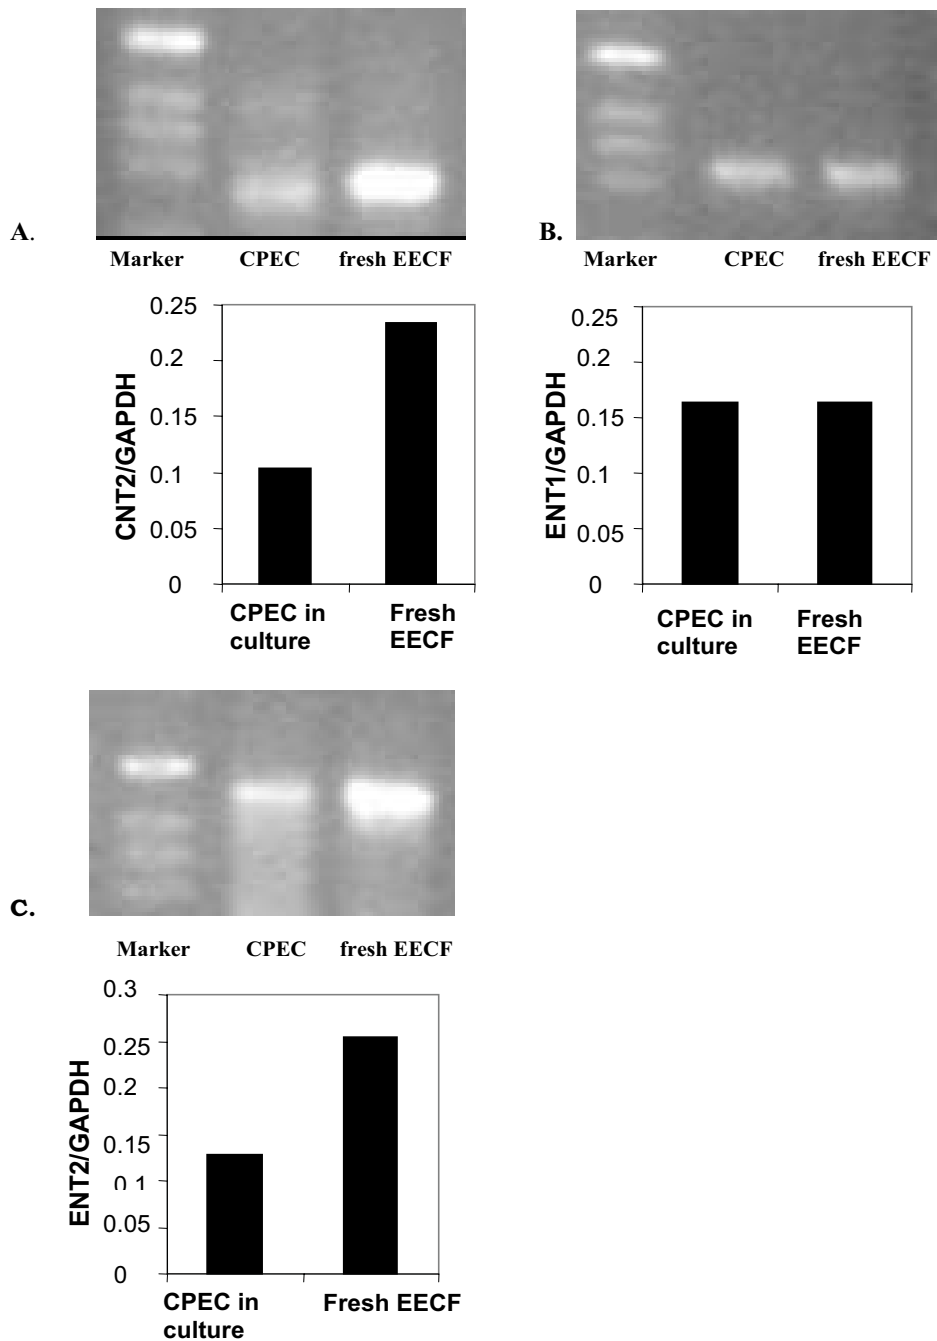 A.
Marker CPEC fresh EECF
B.
Marker CPEC fresh EECF
0.25
0.2
0.15
0.1
0.05
0
CNT2/GAPDH
CPEC in Fresh
culture EECF
0.25
0.2
0.15
0.1
0.05
0
ENT1/GAPDH
CPEC in Fresh
culture EECF
C.
Marker CPEC fresh EECF
0.3
0.25
0.2
0.15
0.1
0.05
0
ENT2/GAPDH
CPEC in Fresh EECF
culture